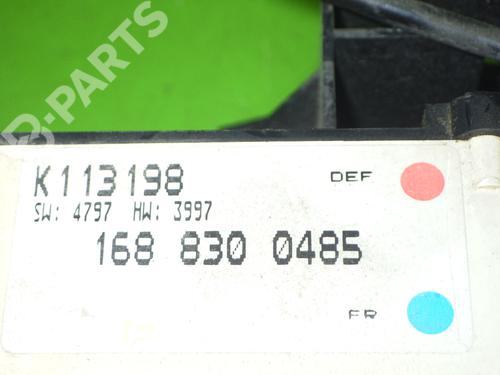 B-PARTS
K113198 DEF
SW: 4797 HW: 3997
168 830 0485
FR